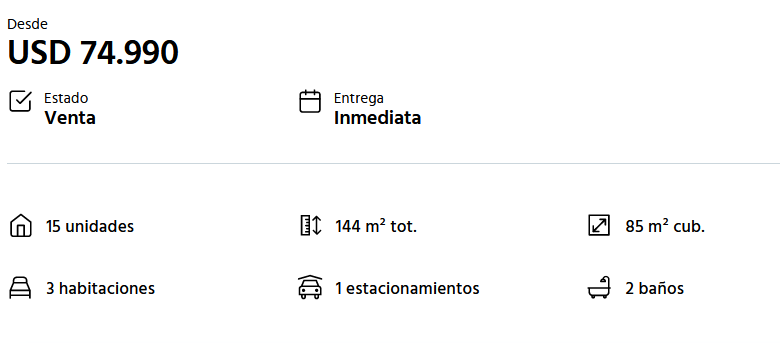 Desde
USD 74.990
Estado
Venta
Entrega
Inmediata
15 unidades
144 m² tot.
85 m² cub.
3 habitaciones
1 estacionamientos
2 baños